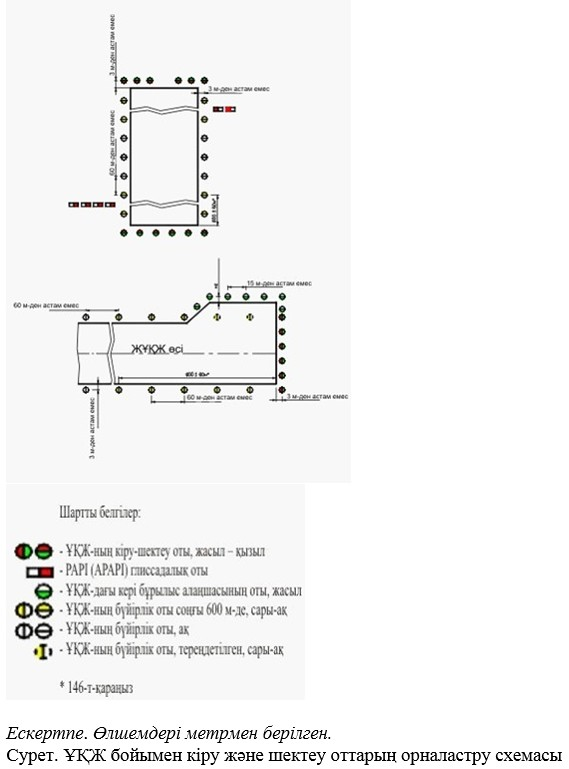 3 м-ден астам емес
3 м-ден астам емес
60 м-ден астам емес
15 м-ден астам емес
60 м-ден астам емес
ЖҰҚЖ өсі
60 м-ден астам емес
3 м-ден астам емес
3 м-ден астам емес
Шартты белгілер:
- ҰҚЖ-ның кіру-шектеу оты, жасыл – қызыл
- PAPI (APAPI) глиссадалық оты
- ҰҚЖ-дағы кері бұрылыс алаңшасының оты, жасыл
- ҰҚЖ-ның бүйірлік оты соңғы 600 м-де, сары-ақ
- ҰҚЖ-ның бүйірлік оты, ақ
- ҰҚЖ-ның бүйірлік оты, тереңдетілген, сары-ақ
* 146-т-қараңыз
Ескертпе. Өлшемдері метрмен берілген.
Сурет. ҰҚЖ бойымен кіру және шектеу оттарың орналастру схемасы